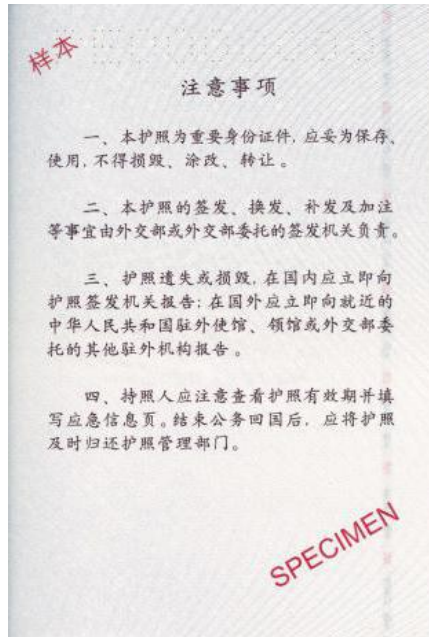 样本
注意事项
一、本护照为重要身份证件，应妥为保存、
使用，不得损毁、涂改、转让。
二、本护照的签发、换发、补发及加注
等事宜由外交部或外交部委托的签发机关负责。
三、护照遗失或损毁，在国内应立即向
护照签发机关报告；在国外应立即向就近的
中华人民共和国驻外使馆、领馆或外交部委
托的其他驻外机构报告。
四、持照人应注意查看护照有效期并填
写应急信息页。结束公务回国后，应将护照
及时归还护照管理部门。
SPECIMEN